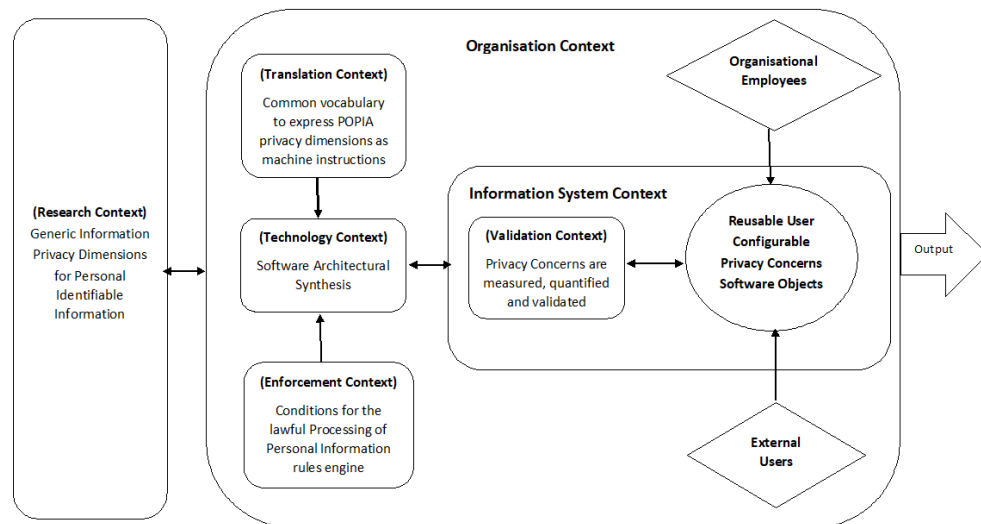 Organisation Context
(Research Context)
Generic Information
Privacy Dimensions
for Personal
Identifiable
Information
(Translation Context)
Common vocabulary
to express POPIA
privacy dimensions as
machine instructions
(Technology Context)
Software Architectural
Synthesis
(Enforcement Context)
Conditions for the
lawful Processing of
Personal Information
rules engine
Information System Context
(Validation Context)
Privacy Concerns are
measured, quantified
and validated
Organisational
Employees
Reusable User
Configurable
Privacy Concerns
Software Objects
External
Users
Output